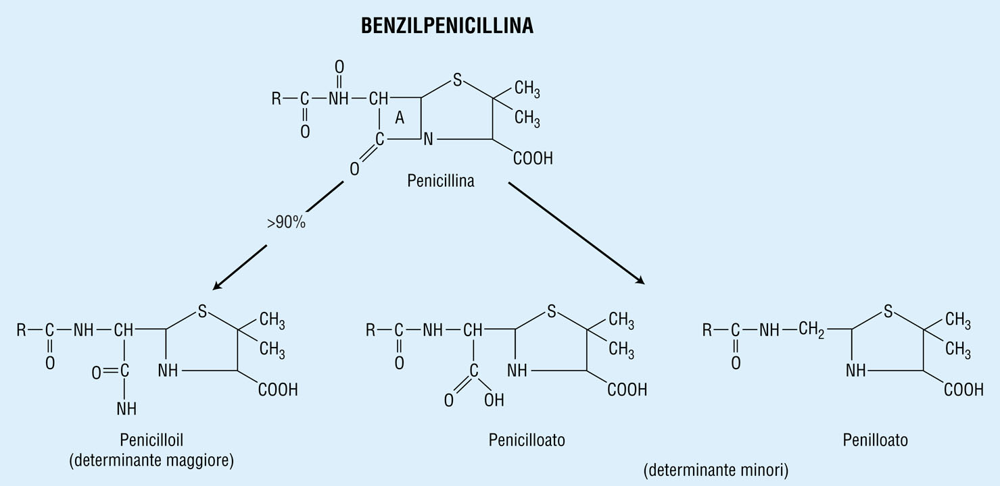 BENZILPENICILLINA
O
R–C–NH–CH
S
CH3
CH3
O
A
C
N
O
COOH
Penicillina
>90%
R–C–NH–CH
S
CH3
CH3
O
O=C
NH
COOH
NH
Penicilloil
(determinante maggiore)
R–C–NH–CH
S
CH3
CH3
O
C
NH
O
OH
COOH
Penicilloato
R–C–NH–CH2
S
CH3
CH3
O
NH
COOH
Penilloato
(determinante minori)